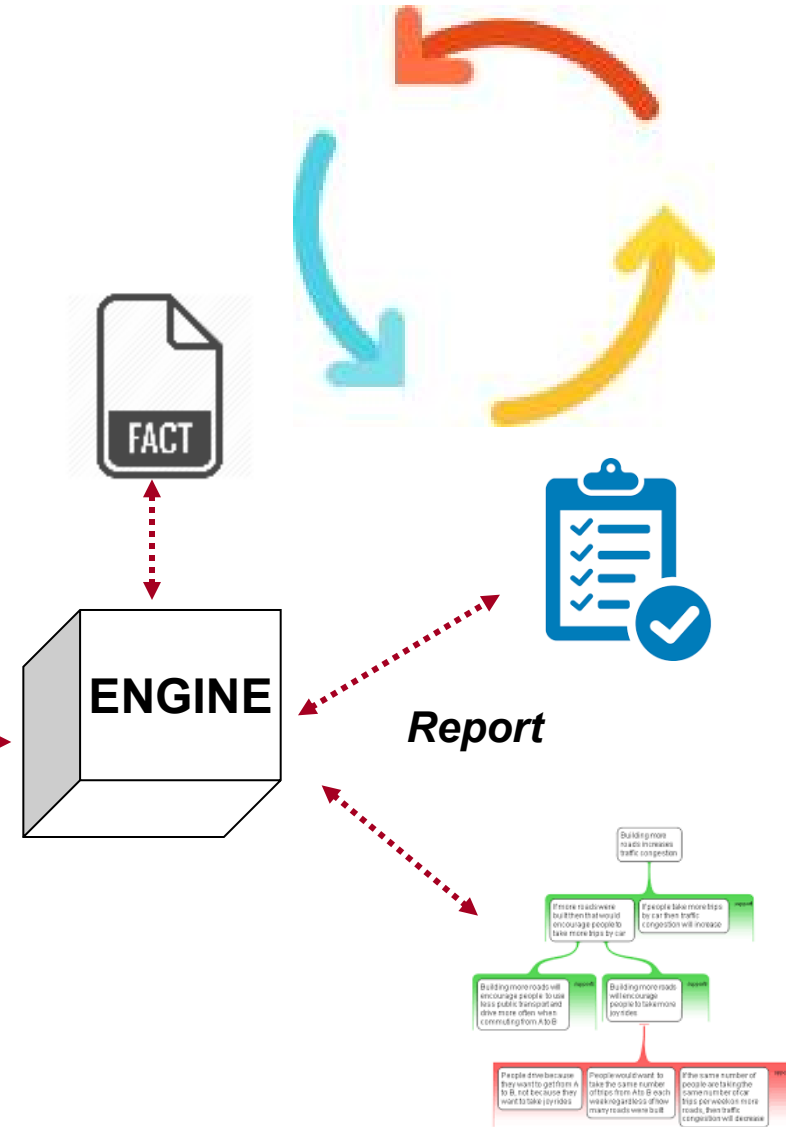 FACT
ENGINE
Report
Building more
roads increases
traffic congestion
If more roads were
built then that would
encourage people to
take more trips by car
If people take more trips
by car then traffic
congestion will increase
support
Building more roads will
encourage people to use
less public transport and
drive more often when
commuting from A to B
support
Building more roads
will encourage
people to take more
joy rides
support
People drive because
they want to get from A
to B, not because they
want to take joy rides
People would want to
take the same number
of trips from A to B each
week regardless of how
many roads were built
If the same number of
people are taking the
same number of car
trips per week on more
roads, then traffic
congestion will decrease